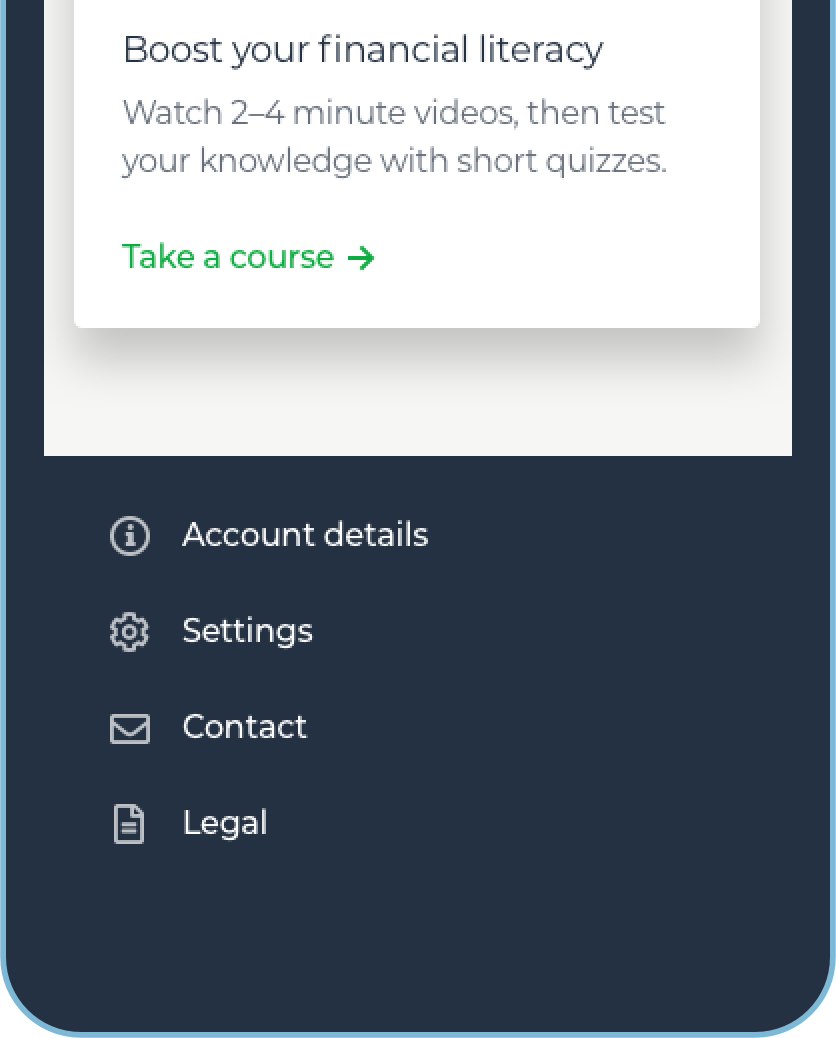 Boost your financial literacy
Watch 2–4 minute videos, then test
your knowledge with short quizzes.
Take a course →
Account details
Settings
Contact
Legal